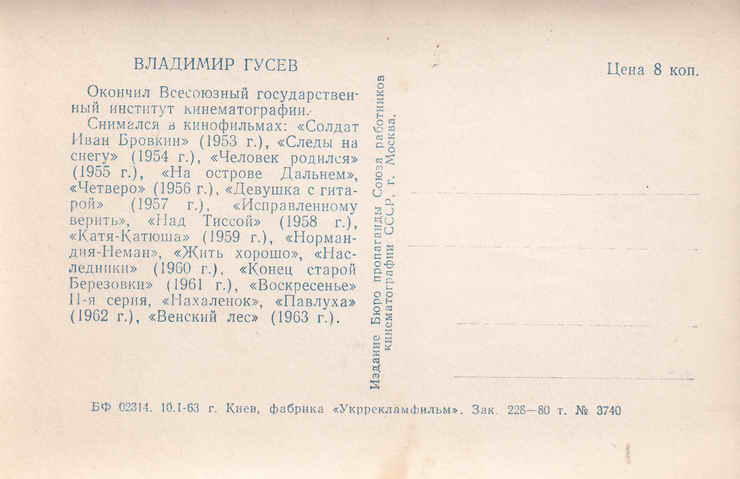 ВЛАДИМИР ГУСЕВ
Окончил Всесоюзный государствен-
ный институт кинематографии.
Снимался в кинофильмах: «Солдат
Иван Бровкин» (1953 г.), «Следы на
снегу» (1954 г.), «Человек родился»
(1955 г.), «На острове Дальнем»,
«Четверо» (1956 г.), «Девушка с гита-
рой» (1957 г.), «Исправленному
верить», «Над Тиссой» (1958 г.),
«Катя-Катюша» (1959 г.), «Норман-
дия-Неман», «Жить хорошо», «Нас-
ледники» (1960 г.), «Конец старой
Березовки» (1961 г.), «Воскресенье»
II-я серия, «Нахаленок», «Павлуха»
(1962 г.), «Венский лес» (1963 г.).
Издание Бюро пропаганды Союза работников
кинематографии СССР, г. Москва.
Цена 8 коп.
БФ 02314. 10.I-63 г. Киев, фабрика «Укррекламфильм». Зак. 228—80 т. № 3740